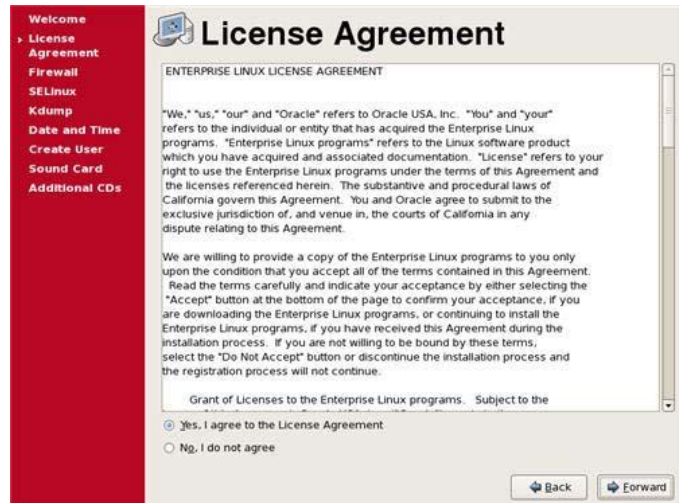 Welcome
License
Agreement
Firewall
SELinux
Kdump
Date and Time
Create User
Sound Card
Additional CDs
License Agreement
ENTERPRISE LINUX LICENSE AGREEMENT
"We," "us," "our" and "Oracle" refers to Oracle USA, Inc.  "You" and "your"
refers to the individual or entity that has acquired the Enterprise Linux
programs.  "Enterprise Linux programs" refers to the Linux software product
which you have acquired and associated documentation.  "License" refers to your
right to use the Enterprise Linux programs under the terms of this Agreement and
the licenses referenced herein.  The substantive and procedural laws of
California govern this Agreement.  You and Oracle agree to submit to the
exclusive jurisdiction of, and venue in, the courts of California in any
dispute relating to this Agreement.
We are willing to provide a copy of the Enterprise Linux programs to you only
upon the condition that you accept all of the terms contained in this Agreement.
Read the terms carefully and indicate your acceptance by either selecting the
"Accept" button at the bottom of the page to confirm your acceptance, if you
are downloading the Enterprise Linux programs, or continuing to install the
Enterprise Linux programs, if you have received this Agreement during the
installation process.  If you are not willing to be bound by these terms,
select the "Do Not Accept" button or discontinue the installation process and
the registration process will not continue.
Grant of Licenses to the Enterprise Linux programs.   Subject to the
Yes, I agree to the License Agreement
No, I do not agree
Back
Forward